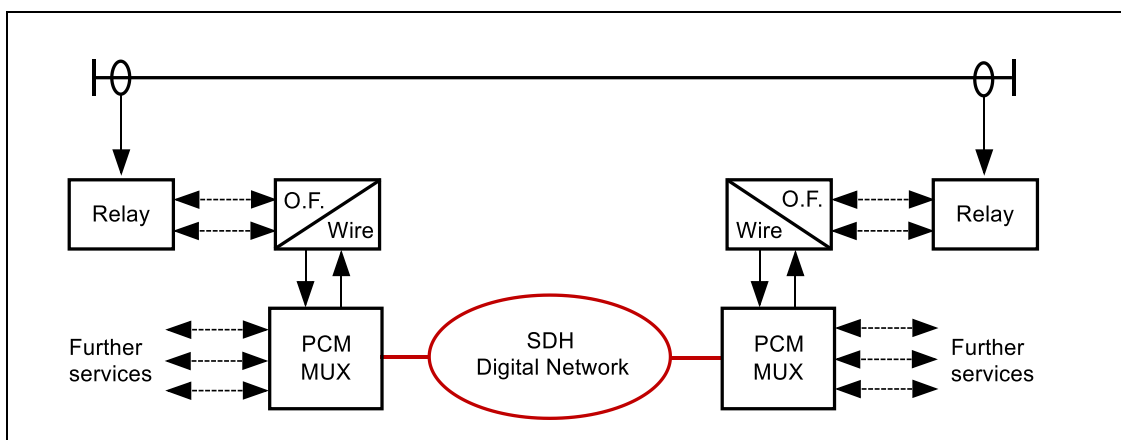 Relay
O.F.
Wire
O.F.
Wire
Relay
Further
services
PCM
MUX
SDH
Digital Network
PCM
MUX
Further
services